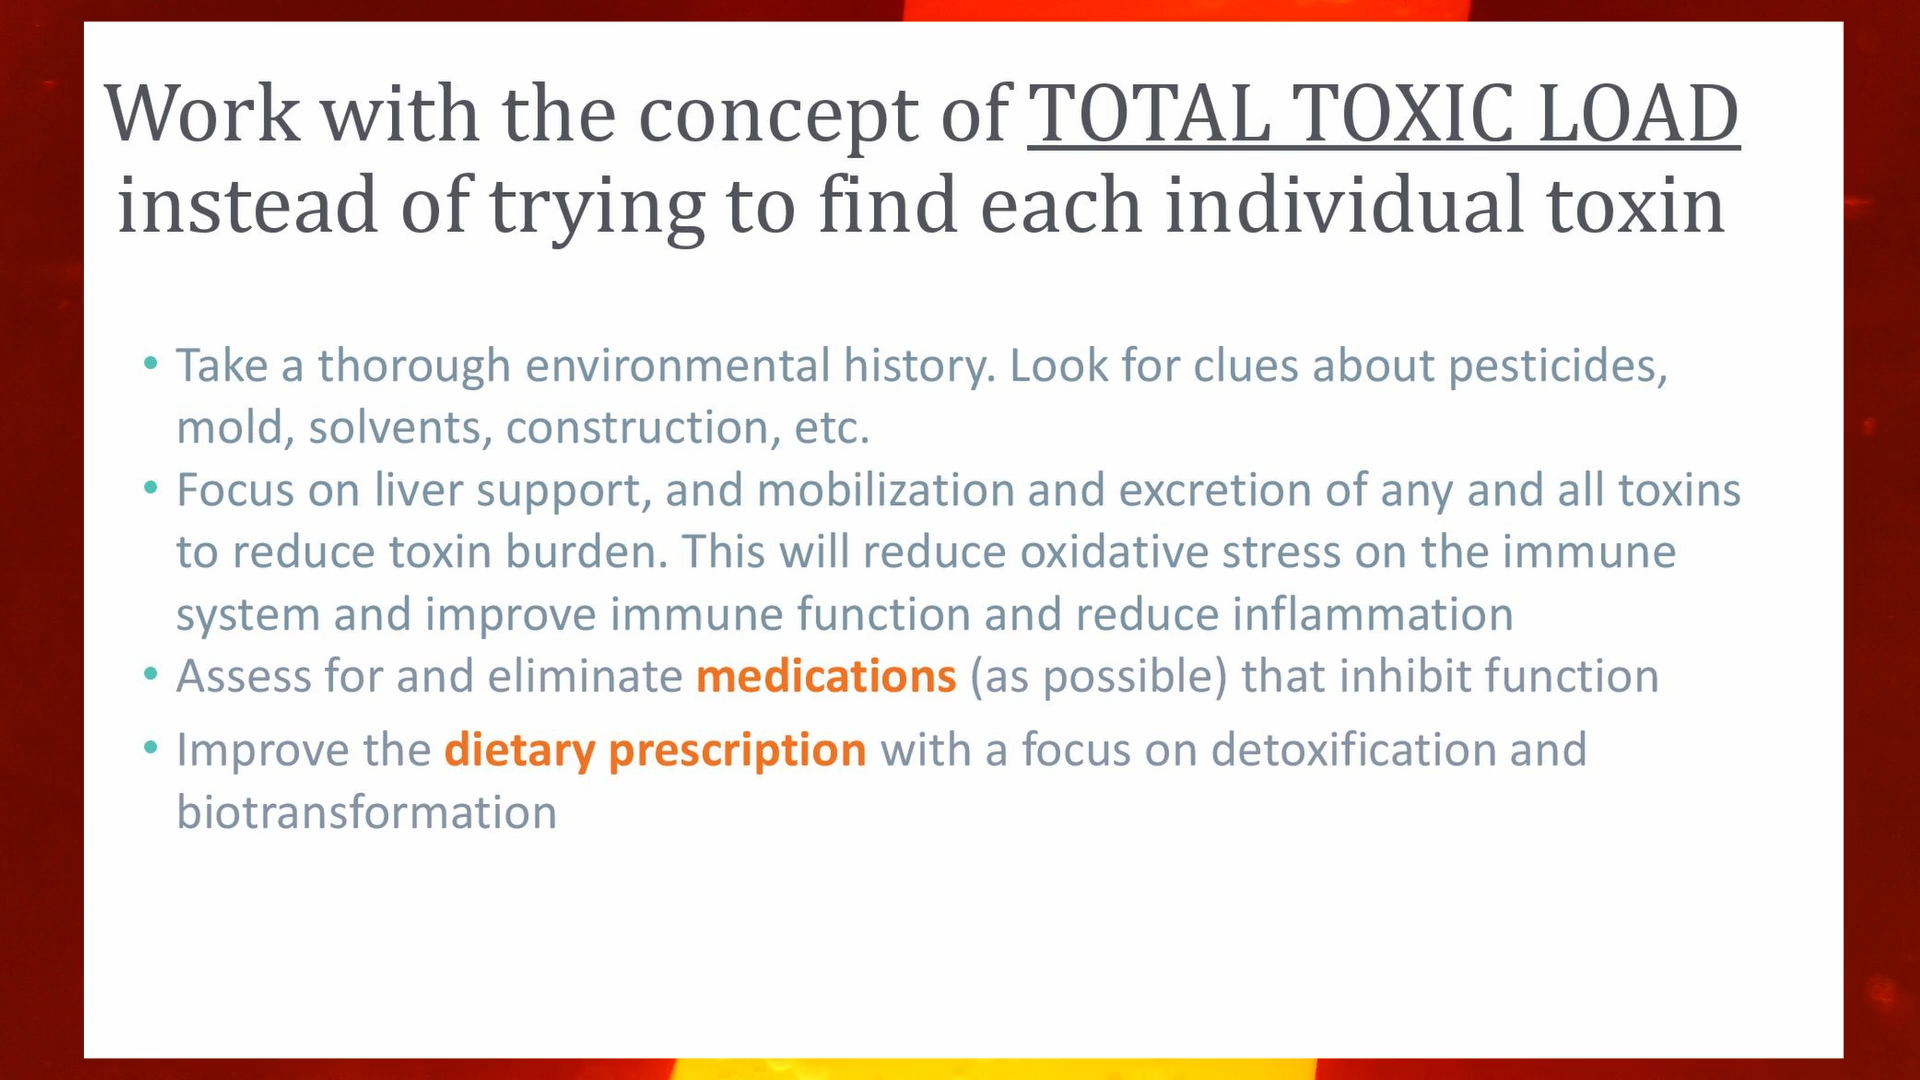 Work with the concept of TOTAL TOXIC LOAD
instead of trying to find each individual toxin
• Take a thorough environmental history. Look for clues about pesticides,
mold, solvents, construction, etc.
• Focus on liver support, and mobilization and excretion of any and all toxins
to reduce toxin burden. This will reduce oxidative stress on the immune
system and improve immune function and reduce inflammation
• Assess for and eliminate medications (as possible) that inhibit function
• Improve the dietary prescription with a focus on detoxification and
biotransformation